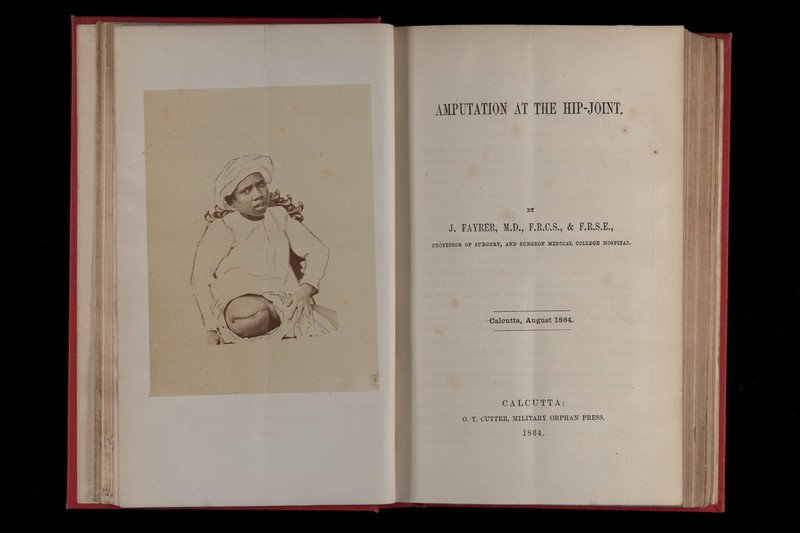 AMPUTATION AT THE HIP-JOINT.
BY
J. FAYRER, M.D., F.R.C.S., & F.R.S.E.,
PROFESSOR OF SURGERY, AND SURGEON MEDICAL COLLEGE HOSPITAL.
Calcutta, August 1864.
CALCUTTA:
O. T. CUTTER, MILITARY ORPHAN PRESS.
1864.